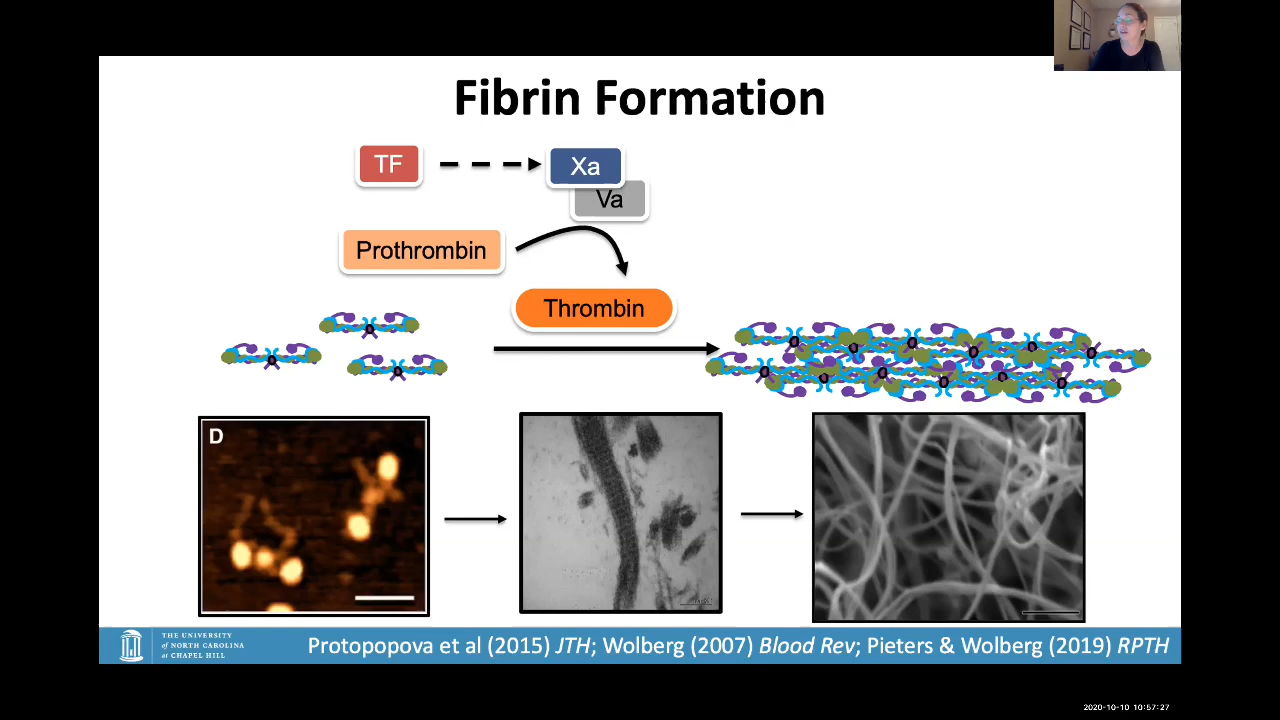 Fibrin Formation
TF
Xa
Va
Prothrombin
Thrombin
D
THE UNIVERSITY
of NORTH CAROLINA
at CHAPEL HILL
Protopopova et al (2015) JTH; Wolberg (2007) Blood Rev; Pieters & Wolberg (2019) RPTH
2020-10-10 10:57:27